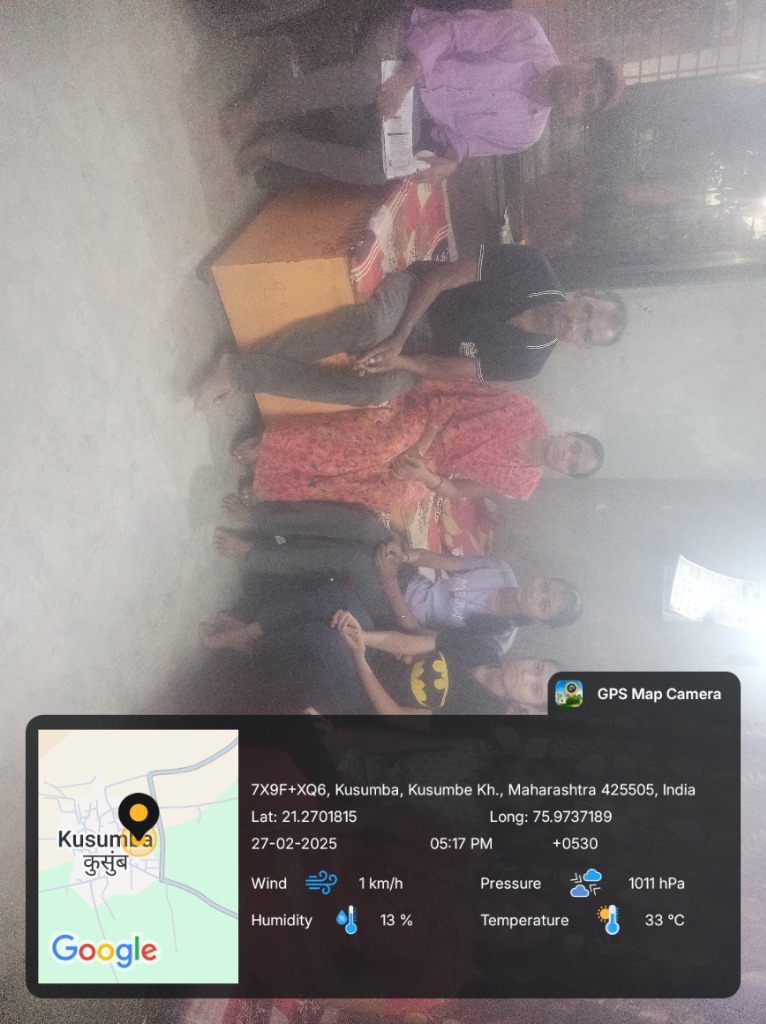 GPS Map Camera
Kusumba
कुसुंब
Google
7X9F+XQ6, Kusumba, Kusumbe Kh., Maharashtra 425505, India
Lat: 21.2701815 Long: 75.9737189
27-02-2025 05:17 PM +0530
Wind 1 km/h Pressure 1011 hPa
Humidity 13 % Temperature 33 °C